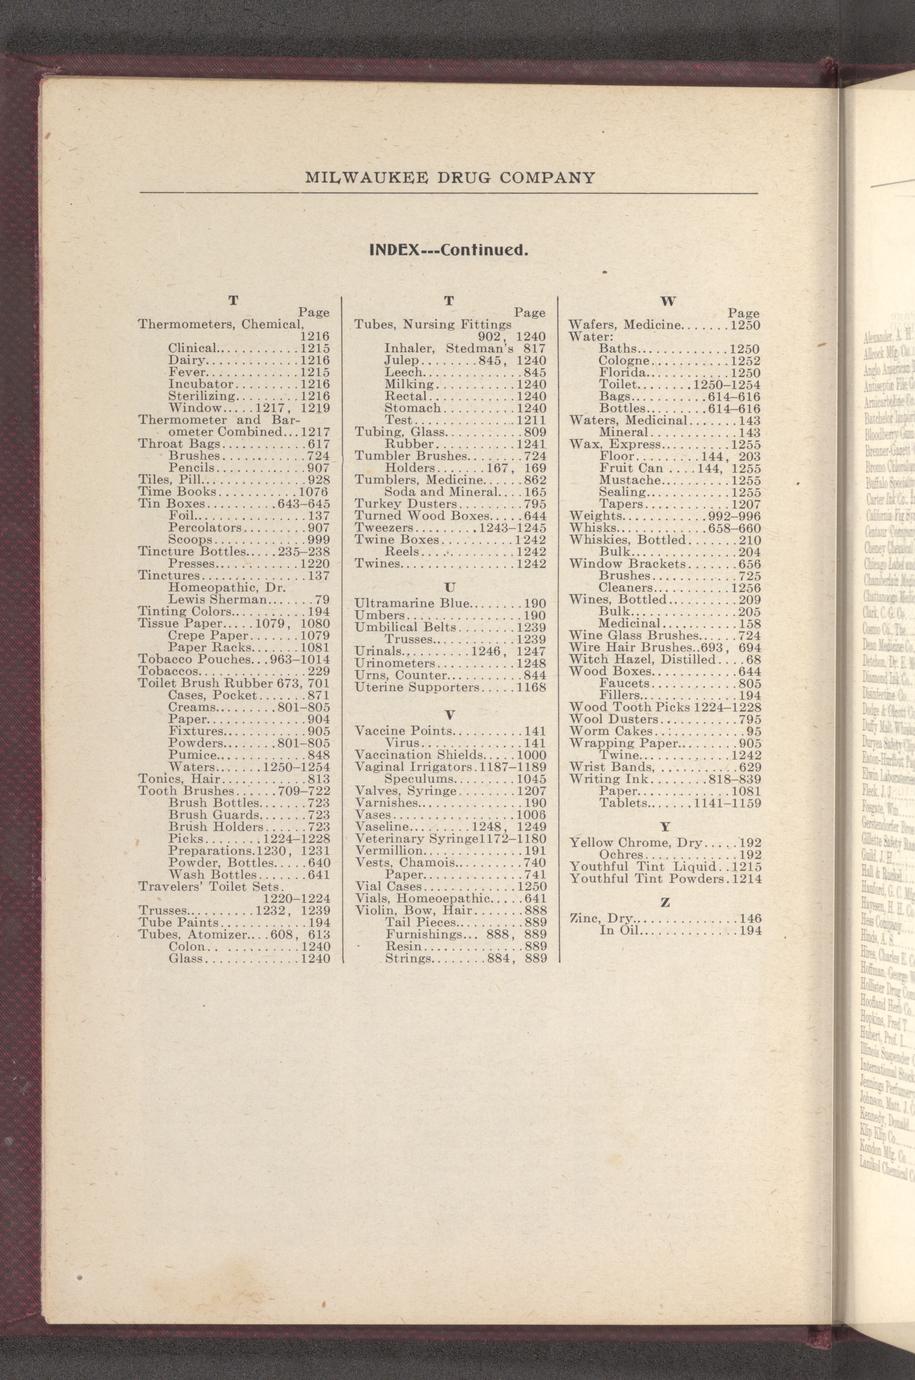 MILWAUKEE DRUG COMPANY
INDEX---Continued.
T
Page
Thermometers, Chemical,
1216
Clinical...........1215
Dairy............1216
Fever............1215
Incubator.........1216
Sterilizing.........1216
Window.....1217, 1219
Thermometer and Bar-
ometer Combined...1217
Throat Bags...........617
Brushes...........724
Pencils............907
Tiles, Pill..............928
Time Books..........1076
Tin Boxes.........643–645
Foil..............137
Percolators........907
Scoops............999
Tincture Bottles.....235–238
Presses...........1220
Tinctures..............137
Homeopathic, Dr.
Lewis Sherman......79
Tinting Colors..........194
Tissue Paper.....1079, 1080
Crepe Paper.......1079
Paper Racks.......1081
Tobacco Pouches...963–1014
Tobaccos..............229
Toilet Brush Rubber 673, 701
Cases, Pocket.......871
Creams........801–805
Paper.............904
Fixtures...........905
Powders.......801–805
Pumice............848
Waters......1250–1254
Tonics, Hair...........813
Tooth Brushes......709–722
Brush Bottles.......723
Brush Guards.......723
Brush Holders......723
Picks........1224–1228
Preparations.1230, 1231
Powder, Bottles.....640
Wash Bottles.......641
Travelers' Toilet Sets.
1220–1224
Trusses.........1232, 1239
Tube Paints...........194
Tubes, Atomizer....608, 613
Colon.............1240
Glass.............1240
T
Page
Tubes, Nursing Fittings
902, 1240
Inhaler, Stedman's 817
Julep........845, 1240
Leech.............845
Milking...........1240
Rectal............1240
Stomach..........1240
Test..............1211
Tubing, Glass..........809
Rubber...........1241
Tumbler Brushes.......724
Holders.......167, 169
Tumblers, Medicine......862
Soda and Mineral....165
Turkey Dusters.........795
Turned Wood Boxes.....644
Tweezers........1243–1245
Twine Boxes..........1242
Reels.............1242
Twines...............1242
U
Ultramarine Blue........190
Umbers...............190
Umbilical Belts........1239
Trusses...........1239
Urinals..........1246, 1247
Urinometers..........1248
Urns, Counter..........844
Uterine Supporters.....1168
V
Vaccine Points..........141
Virus.............141
Vaccination Shields.....1000
Vaginal Irrigators.1187–1189
Speculums........1045
Valves, Syringe........1207
Varnishes..............190
Vases................1006
Vaseline.........1248, 1249
Veterinary Syringe1172–1180
Vermillion.............191
Vests, Chamois.........740
Paper.............741
Vial Cases............1250
Vials, Homeoepathic.....641
Violin, Bow, Hair.......888
Tail Pieces.........889
Furnishings... 888, 889
Resin.............889
Strings........884, 889
W
Page
Wafers, Medicine.......1250
Water:
Baths.............1250
Cologne...........1252
Florida............1250
Toilet........1250–1254
Bags...........614–616
Bottles........614–616
Waters, Medicinal.......143
Mineral...........143
Wax, Express.........1255
Floor.........144, 203
Fruit Can ....144, 1255
Mustache.........1255
Sealing............1255
Tapers............1207
Weights...........992–996
Whisks............658–660
Whiskies, Bottled.......210
Bulk..............204
Window Brackets.......656
Brushes...........725
Cleaners..........1256
Wines, Bottled.........209
Bulk..............205
Medicinal..........158
Wine Glass Brushes.....724
Wire Hair Brushes..693, 694
Witch Hazel, Distilled....68
Wood Boxes...........644
Faucets...........805
Fillers.............194
Wood Tooth Picks 1224–1228
Wool Dusters..........795
Worm Cakes............95
Wrapping Paper........905
Twine............1242
Wrist Bands, ..........629
Writing Ink........818–839
Paper............1081
Tablets......1141–1159
Y
Yellow Chrome, Dry.....192
Ochres............192
Youthful Tint Liquid..1215
Youthful Tint Powders.1214
Z
Zinc, Dry..............146
In Oil.............194